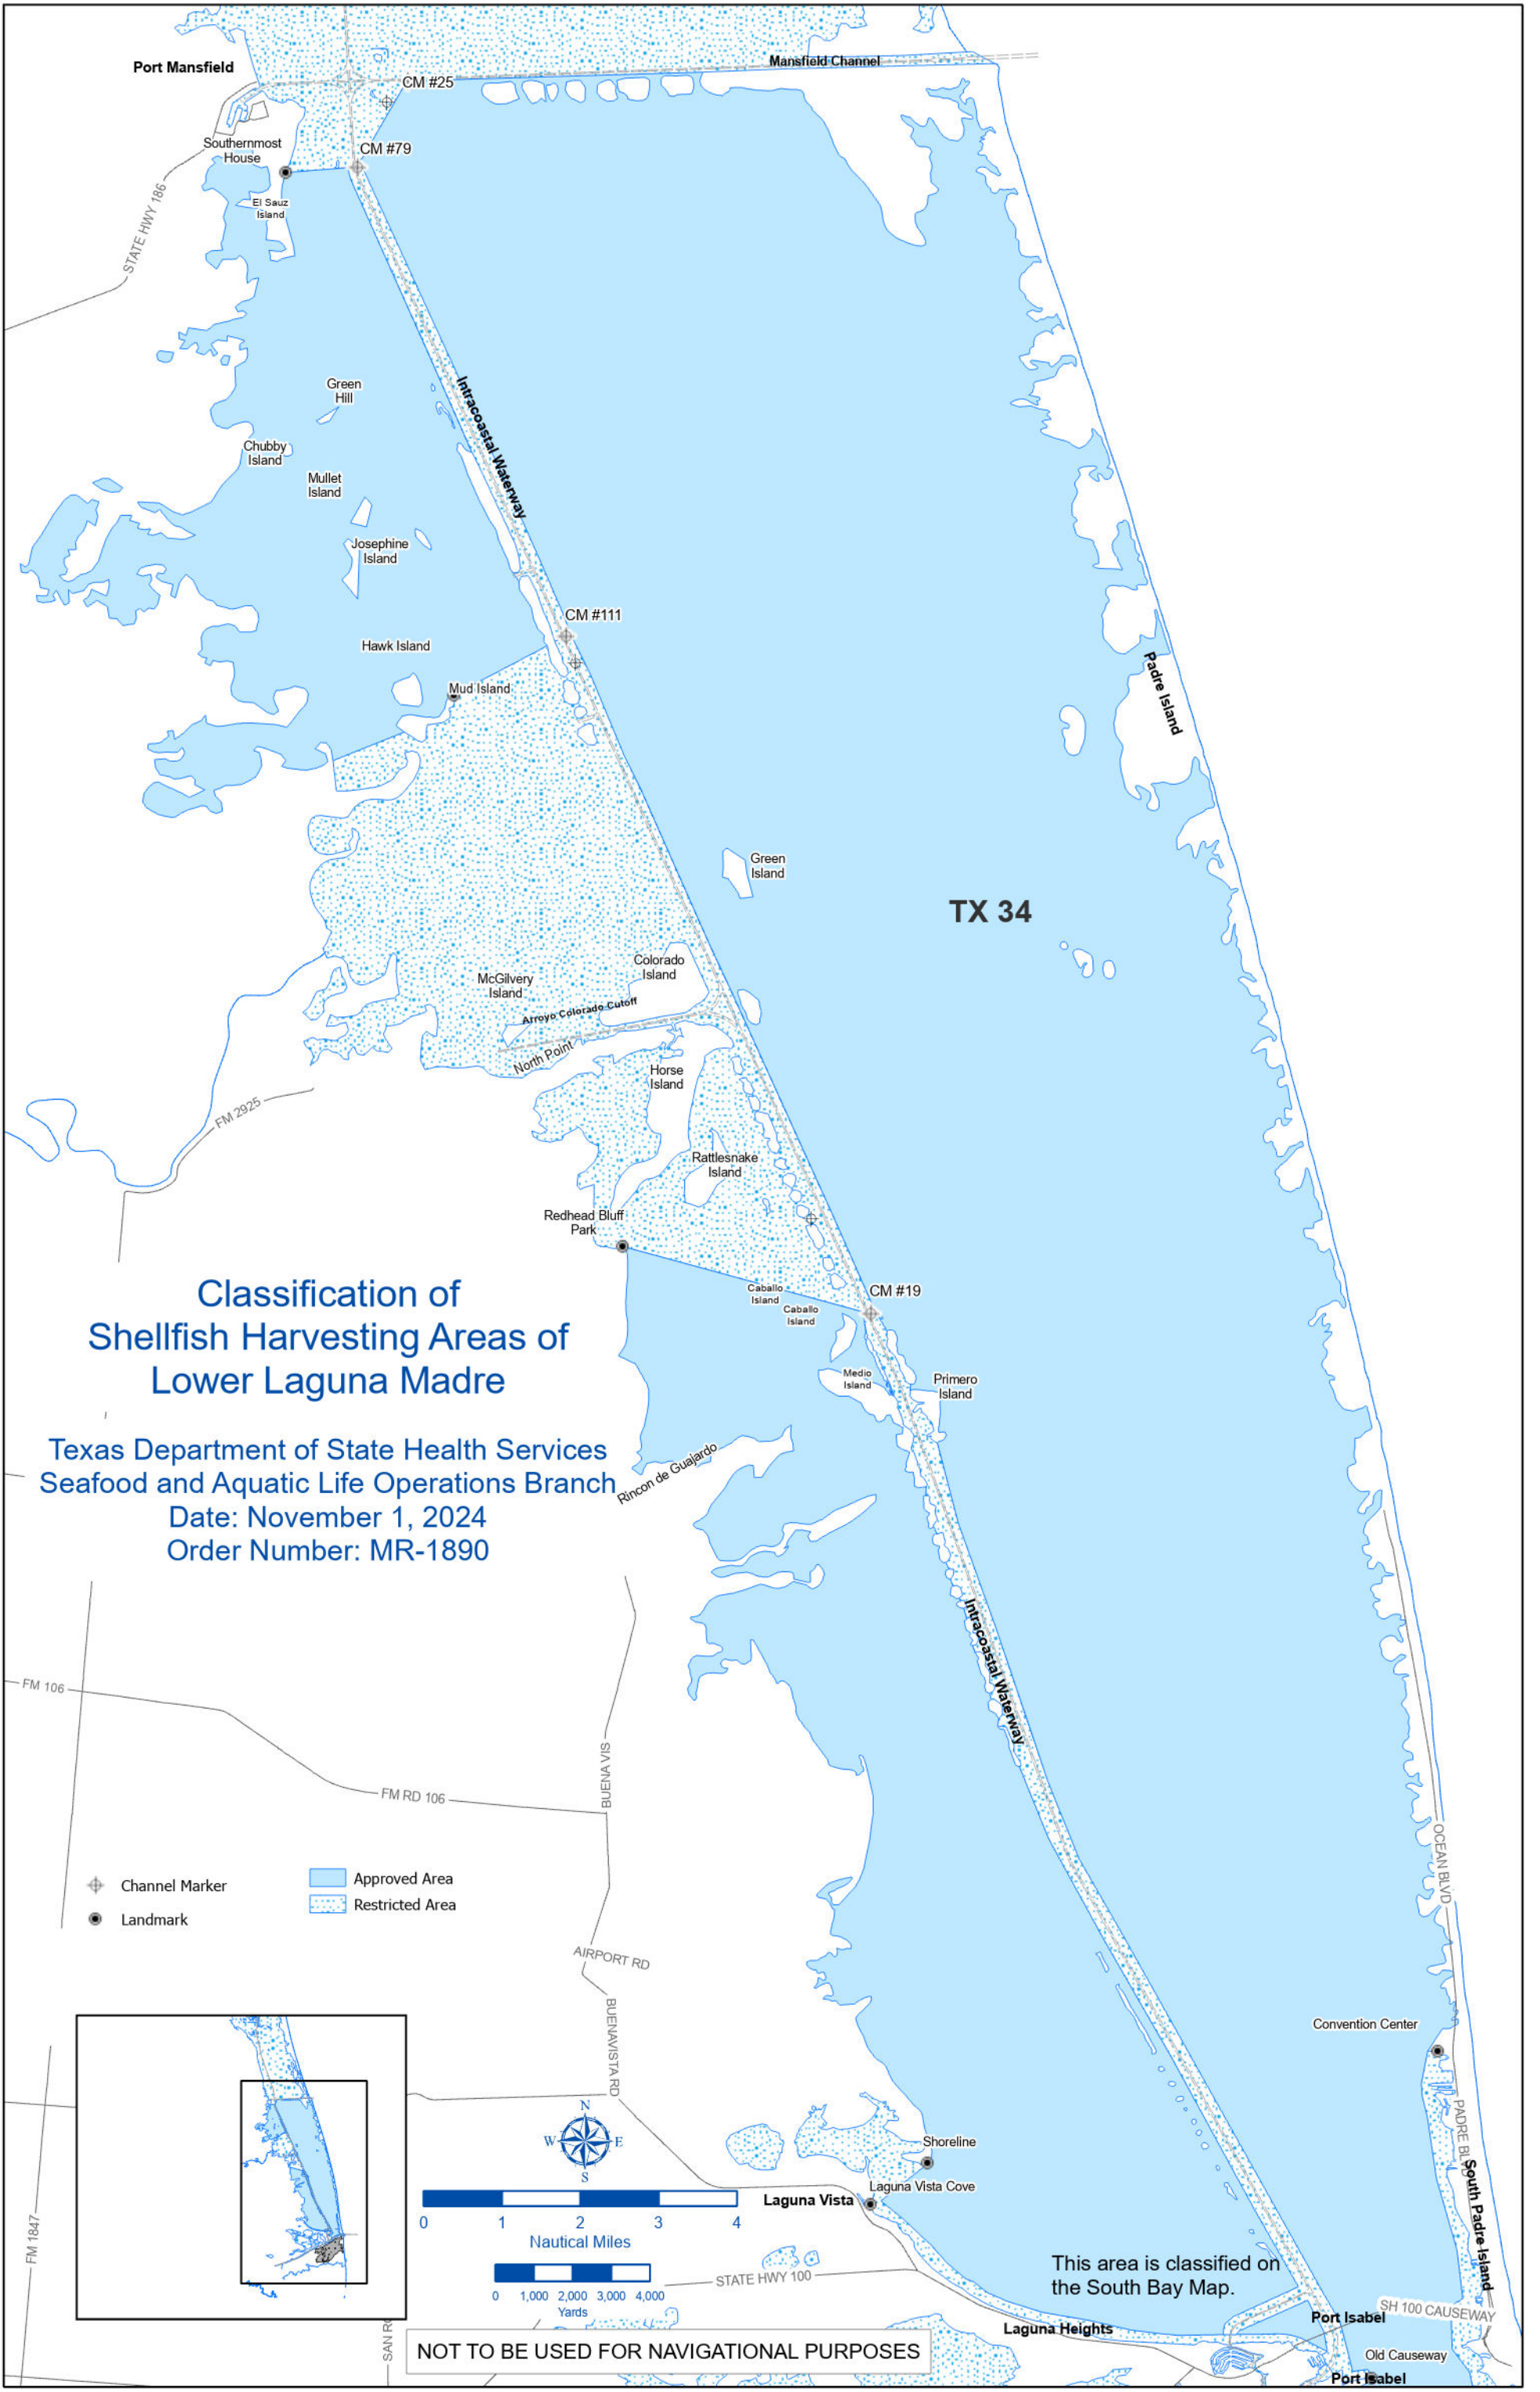 Mansfield Channel
Port Mansfield
CM #25
Southernmost
House
CM #79
El Sauz
Island
STATE HWY 186
Green
Hill
Intracoastal Waterway
Chubby
Island
Mullet
Island
Josephine
Island
CM #111
Hawk Island
Mud Island
Padre Island
Green
Island
TX 34
Colorado
Island
McGilvery
Island
Arroyo Colorado Cutoff
North Point
Horse
Island
FM 2925
Rattlesnake
Island
Redhead Bluff
Park
Caballo
Island
Caballo
Island
CM #19
Medio
Island
Primero
Island
Classification of
Shellfish Harvesting Areas of
Lower Laguna Madre
Texas Department of State Health Services
Seafood and Aquatic Life Operations Branch
Date: November 1, 2024
Order Number: MR-1890
Rincon de Guajardo
Intracoastal Waterway
FM 106
BUENA VIS
FM RD 106
OCEAN BLVD
Channel Marker
Landmark
Approved Area
Restricted Area
AIRPORT RD
BUENAVISTA RD
Convention Center
PADRE BLVD
South Padre Island
N
W
E
S
Shoreline
Laguna Vista Cove
Laguna Vista
0 1 2 3 4
Nautical Miles
0 1,000 2,000 3,000 4,000
Yards
FM 1847
STATE HWY 100
This area is classified on
the South Bay Map.
SH 100 CAUSEWAY
Port Isabel
Laguna Heights
SAN RO
NOT TO BE USED FOR NAVIGATIONAL PURPOSES
Old Causeway
Port Isabel